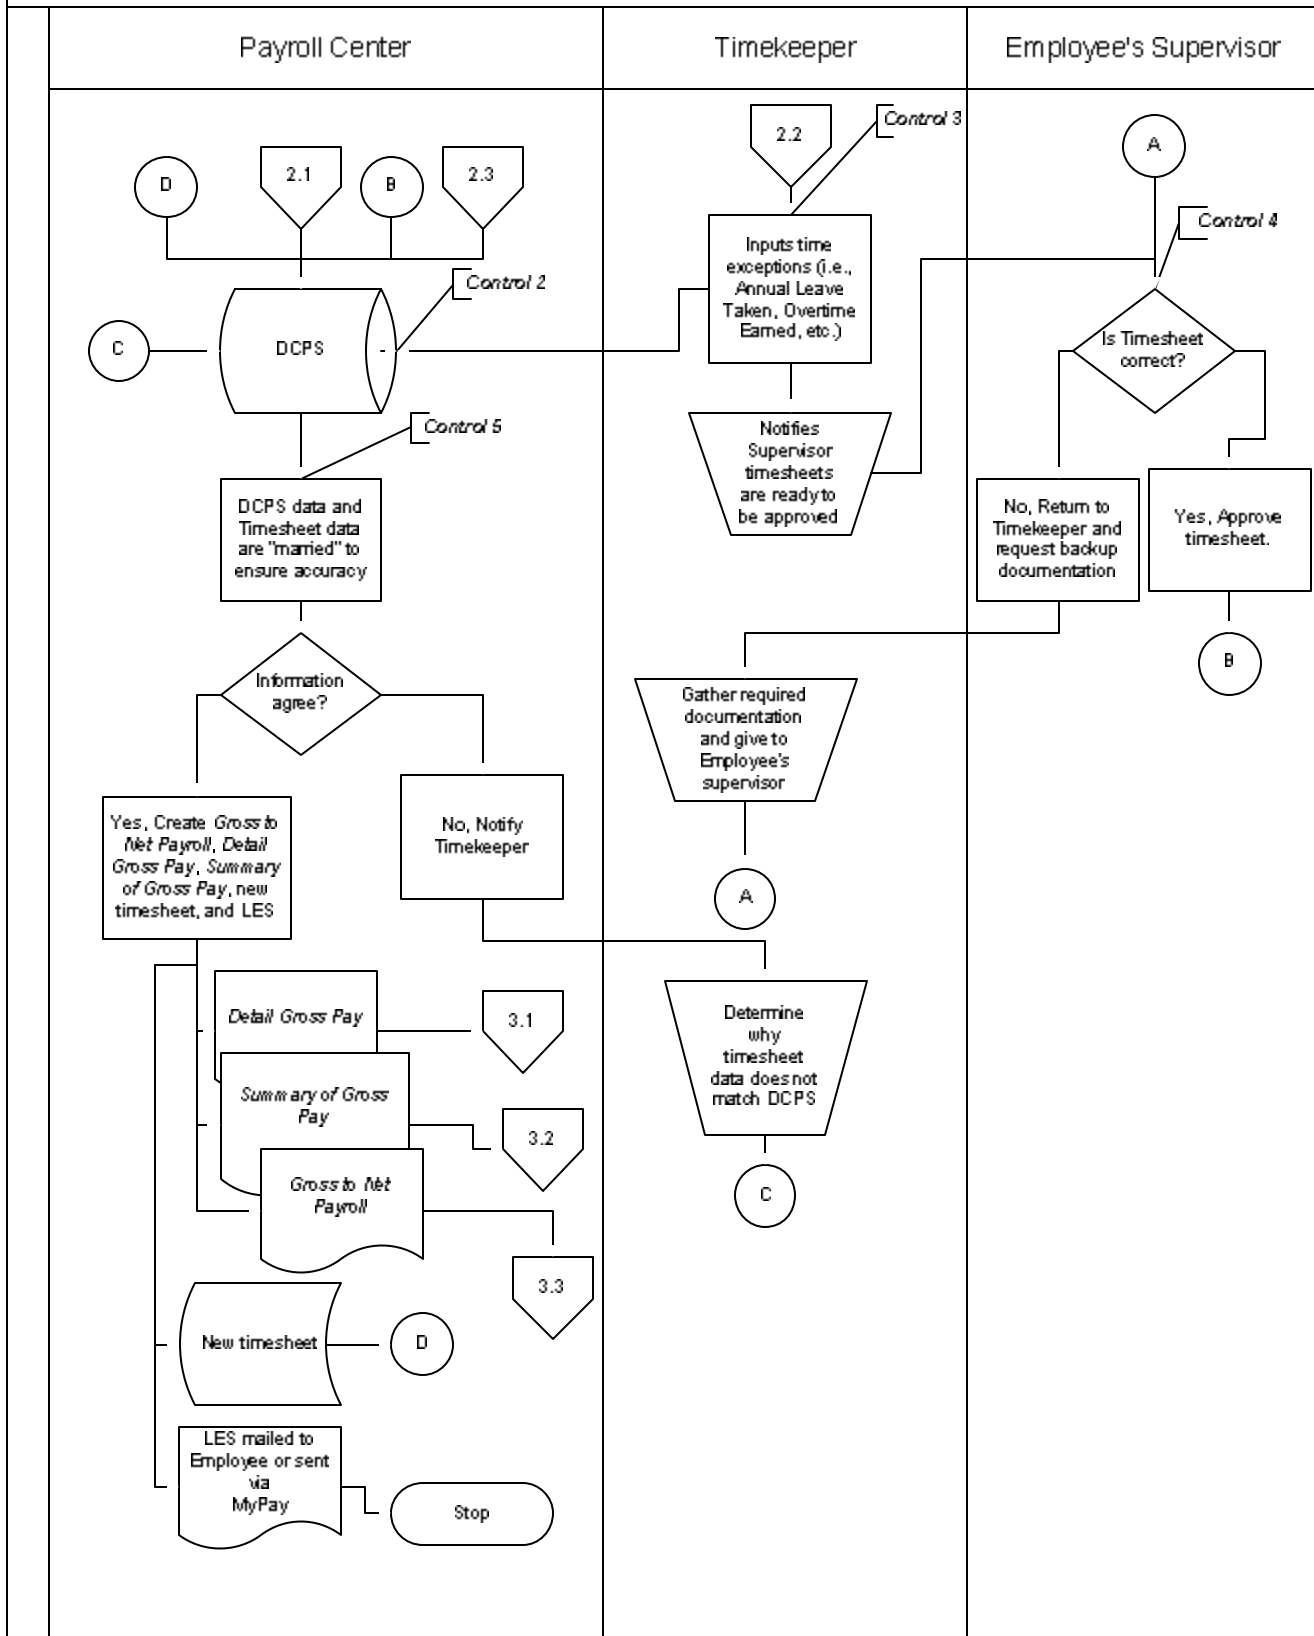 Payroll Center
Timekeeper
Employee's Supervisor
D
2.1
B
2.3
Control 2
C
DCPS
Control 5
DCPS data and
Timesheet data
are "married" to
ensure accuracy
Information
agree?
Yes, Create Gross to
Net Payroll, Detail
Gross Pay, Summary
of Gross Pay, new
timesheet, and LES
No, Notify
Timekeeper
Detail Gross Pay
3.1
Summary of Gross
Pay
3.2
Gross to Net
Payroll
3.3
New timesheet
D
LES mailed to
Employee or sent
via
MyPay
Stop
2.2
Control 3
Inputs time
exceptions (i.e.,
Annual Leave
Taken, Overtime
Earned, etc.)
Notifies
Supervisor
timesheets
are ready to
be approved
Gather required
documentation
and give to
Employee's
supervisor
A
Determine
why
timesheet
data does not
match DCPS
C
A
Control 4
Is Timesheet
correct?
No, Return to
Timekeeper and
request backup
documentation
Yes, Approve
timesheet.
B